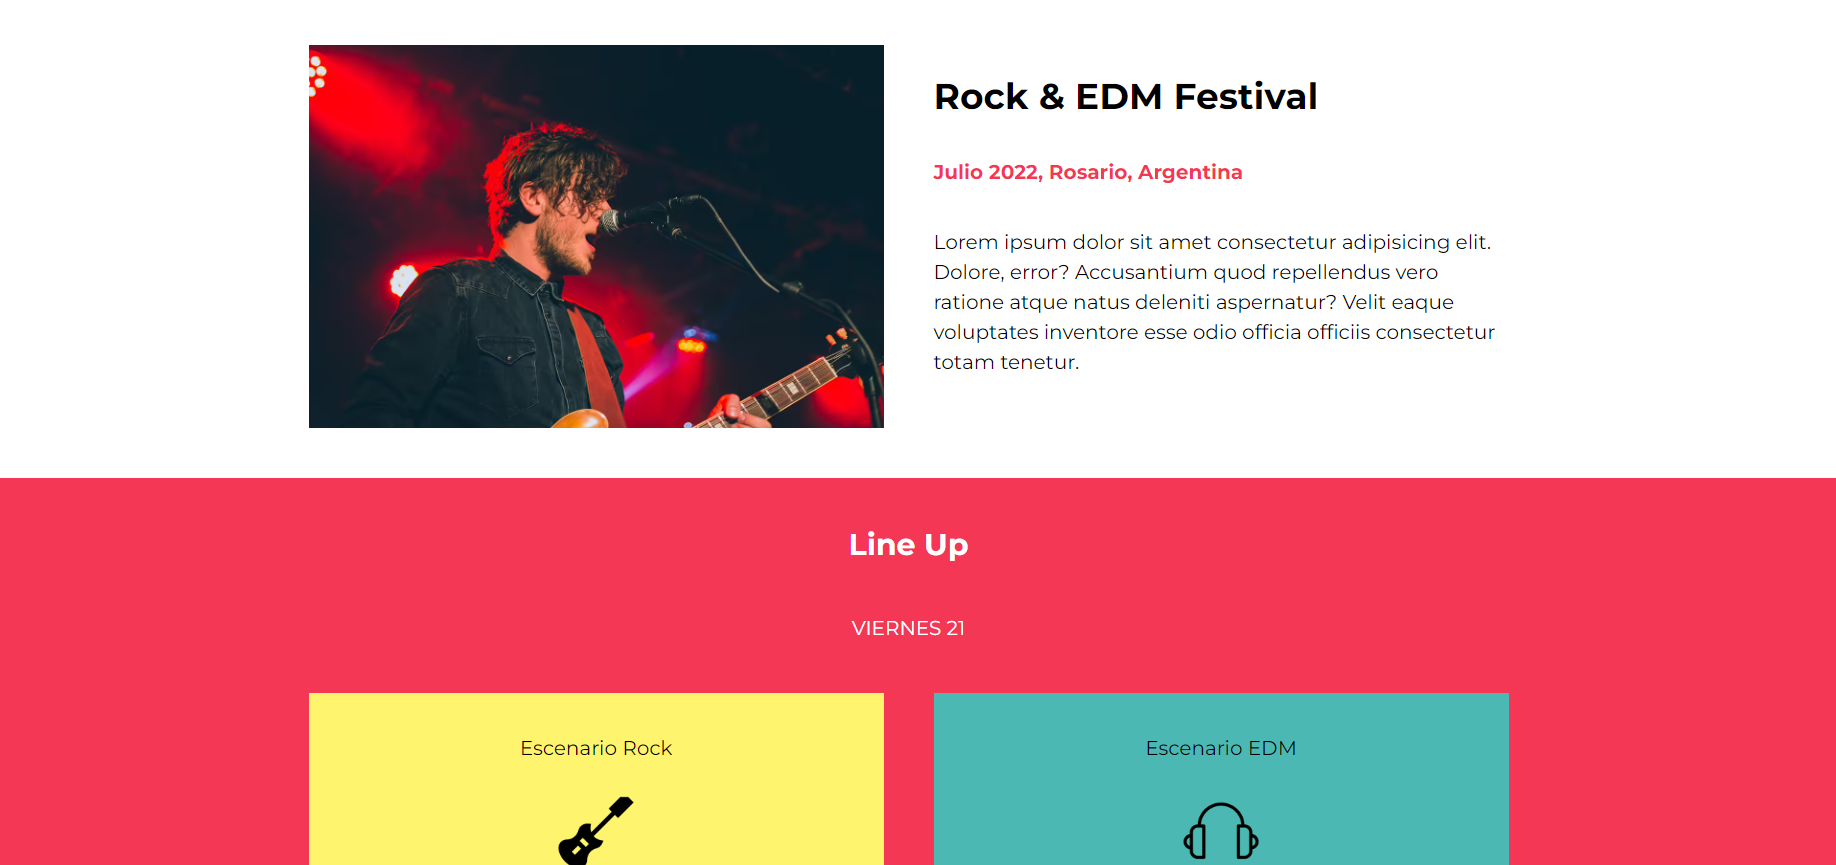 Rock & EDM Festival
Julio 2022, Rosario, Argentina
Lorem ipsum dolor sit amet consectetur adipisicing elit.
Dolore, error? Accusantium quod repellendus vero
ratione atque natus deleniti aspernatur? Velit eaque
voluptates inventore esse odio officia officiis consectetur
totam tenetur.
Line Up
VIERNES 21
Escenario Rock
Escenario EDM